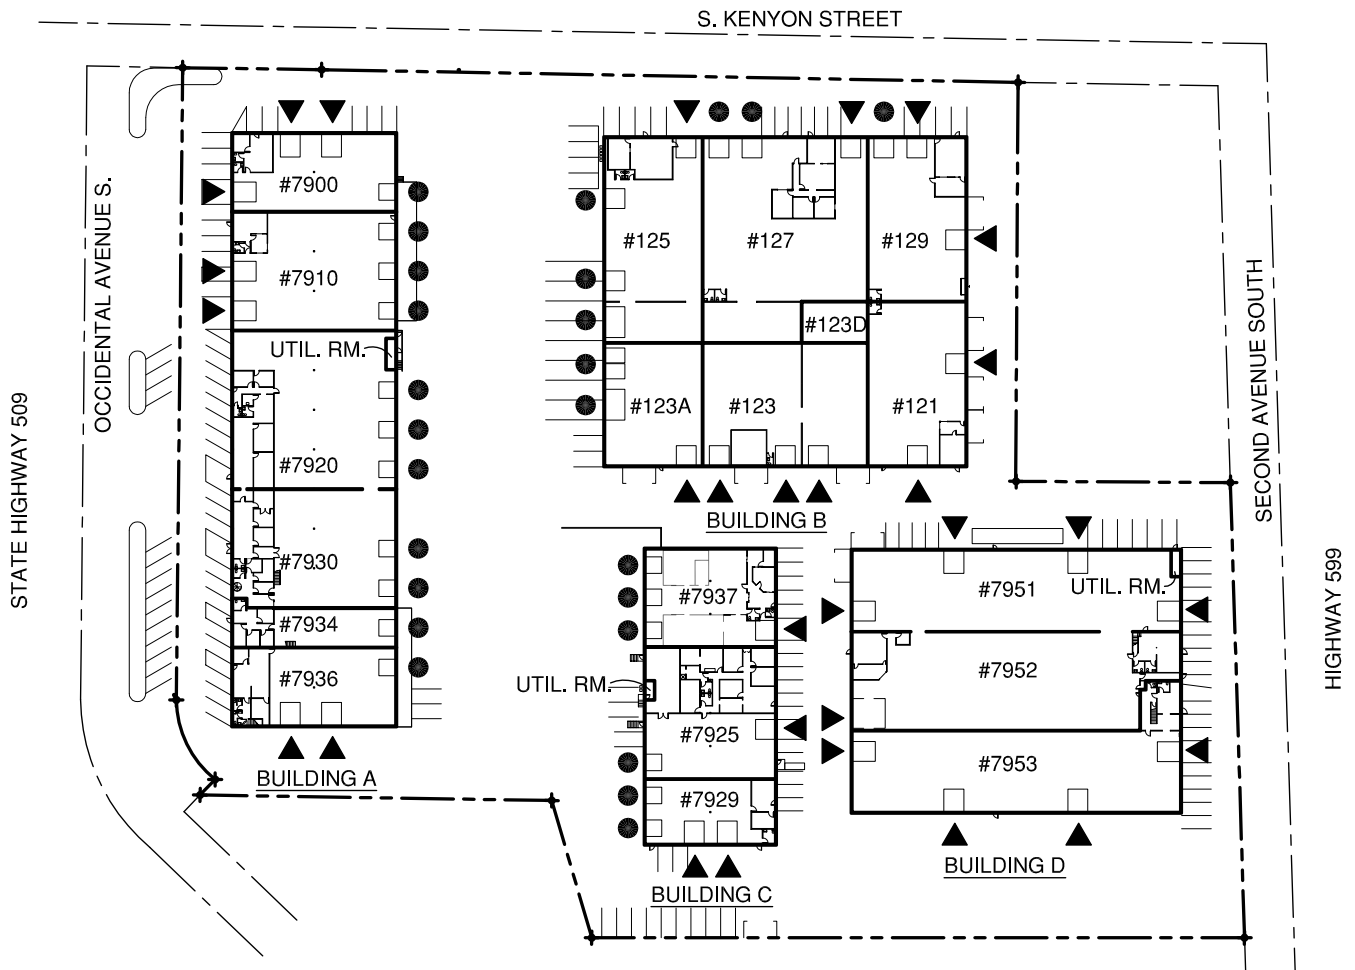 S. KENYON STREET
OCCIDENTAL AVENUE S.
STATE HIGHWAY 509
SECOND AVENUE SOUTH
HIGHWAY 599
#7900
#7910
UTIL. RM.
#7920
#7930
#7934
#7936
BUILDING A
#125
#127
#129
#123D
#123A
#123
#121
BUILDING B
#7937
UTIL. RM.
#7925
#7929
BUILDING C
#7951
UTIL. RM.
#7952
#7953
BUILDING D